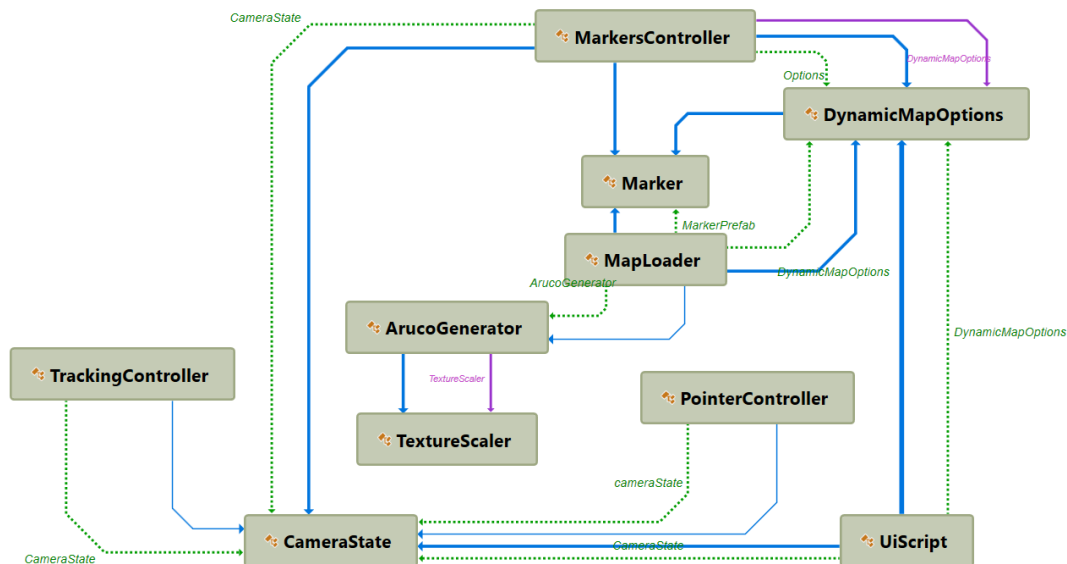 CameraState
MarkersController
DynamicMapOptions
Options
DynamicMapOptions
Marker
MarkerPrefab
MapLoader
DynamicMapOptions
ArucoGenerator
ArucoGenerator
DynamicMapOptions
TrackingController
TextureScaler
PointerController
TextureScaler
cameraState
CameraState
CameraState
UiScript
CameraState